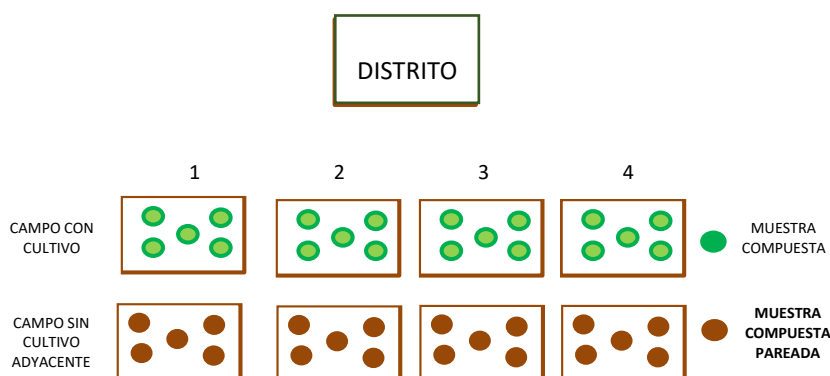 DISTRITO
1 2 3 4
CAMPO CON
CULTIVO
MUESTRA
COMPUESTA
CAMPO SIN
CULTIVO
ADYACENTE
MUESTRA
COMPUESTA
PAREADA